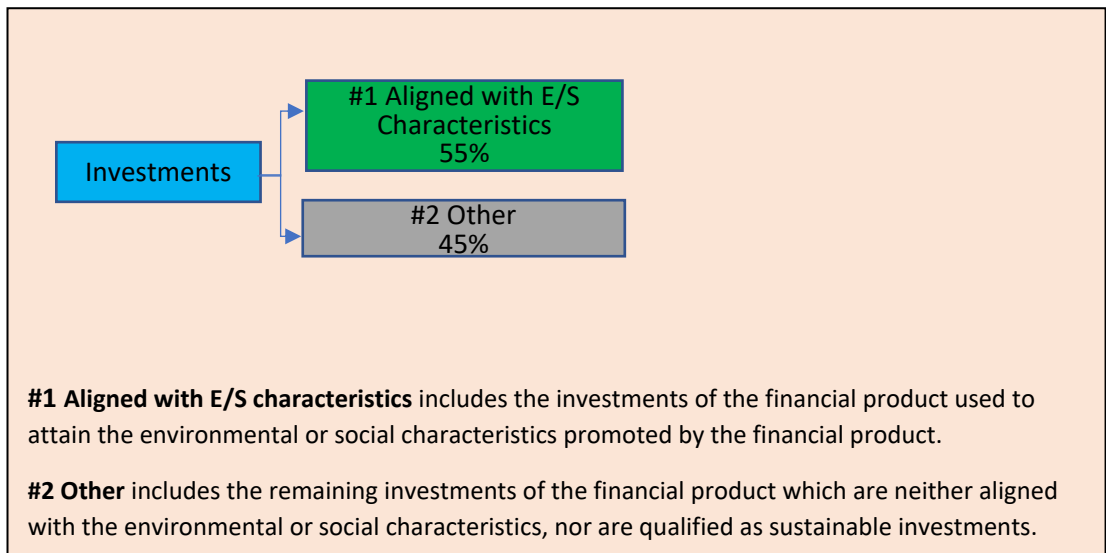 #1 Aligned with E/S
Characteristics
55%
Investments
#2 Other
45%
#1 Aligned with E/S characteristics includes the investments of the financial product used to
attain the environmental or social characteristics promoted by the financial product.
#2 Other includes the remaining investments of the financial product which are neither aligned
with the environmental or social characteristics, nor are qualified as sustainable investments.